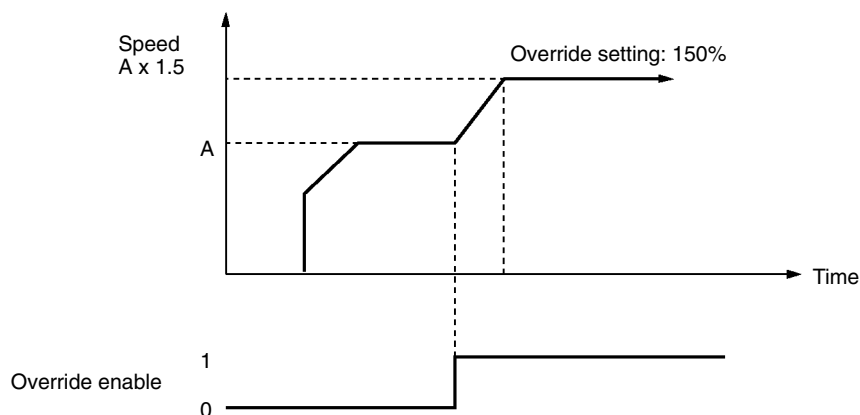 Speed
A x 1.5
Override setting: 150%
A
Time
1
Override enable
0